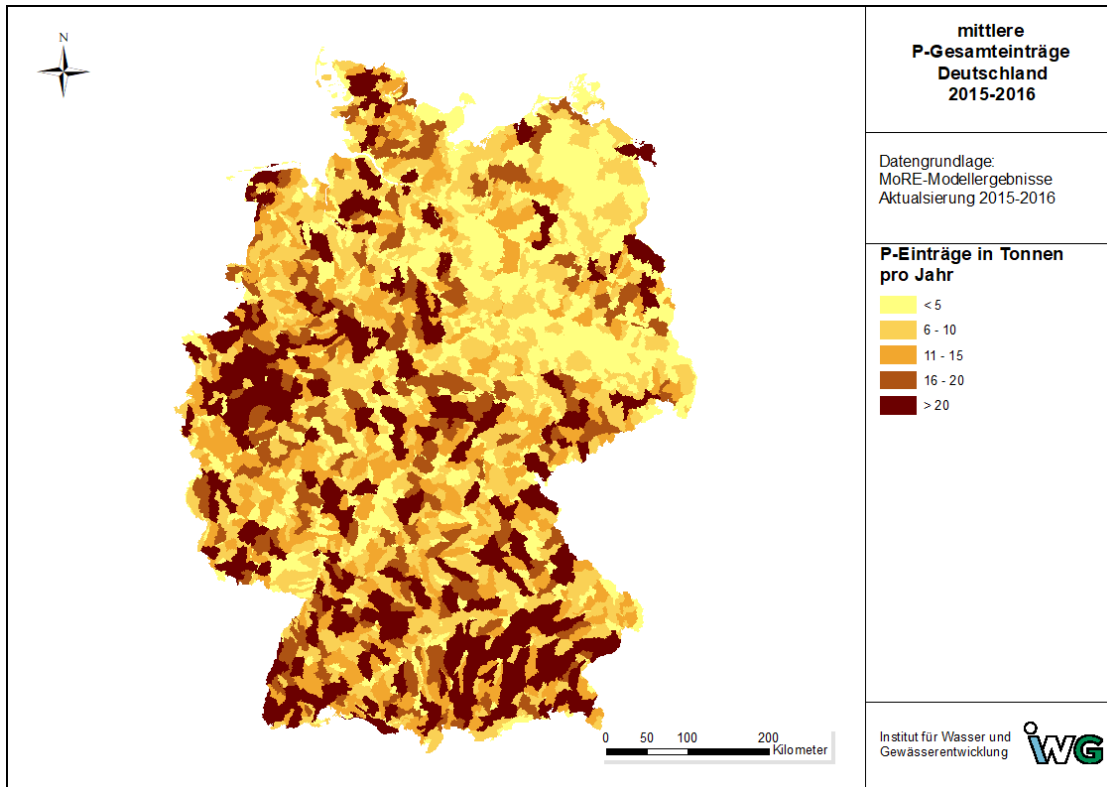 N
mittlere
P-Gesamteinträge
Deutschland
2015-2016
Datengrundlage:
MoRE-Modellergebnisse
Aktualsierung 2015-2016
P-Einträge in Tonnen
pro Jahr
< 5
6 - 10
11 - 15
16 - 20
> 20
0 50 100 200
Kilometer
Institut für Wasser und
Gewässerentwicklung
iWG